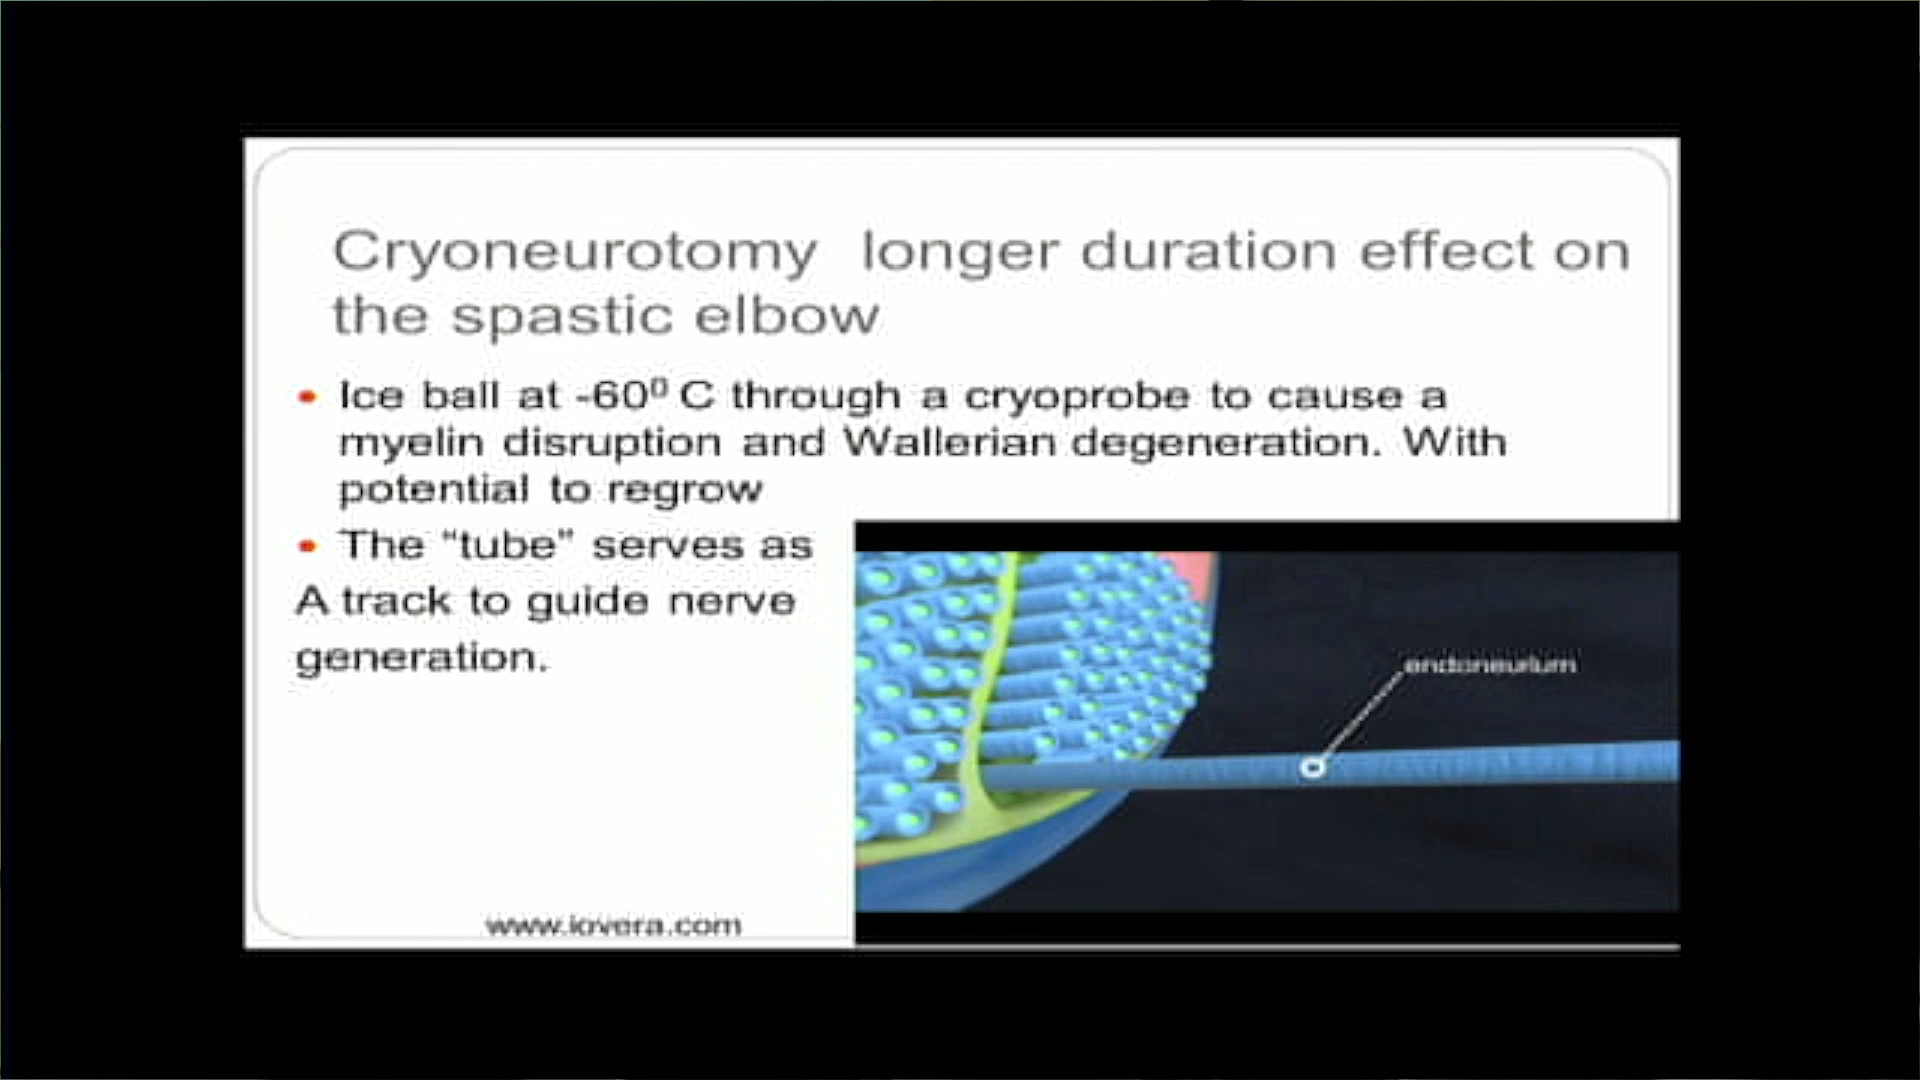 Cryoneurotomy longer duration effect on
the spastic elbow
• Ice ball at -60⁰ C through a cryoprobe to cause a
myelin disruption and Wallerian degeneration. With
potential to regrow
• The “tube” serves as
A track to guide nerve
generation.
endoneurium
www.iovera.com